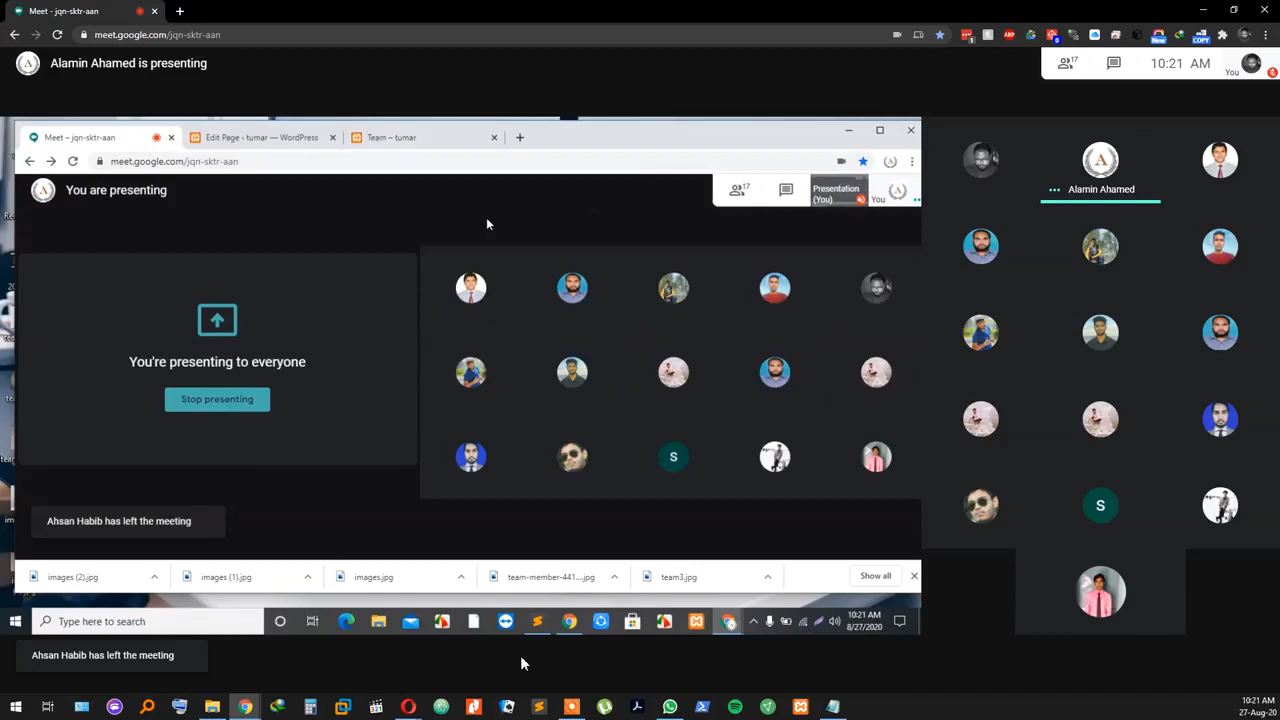 Meet - jqn-sktr-aan
meet.google.com/jqn-sktr-aan
New
COPY
Alamin Ahamed is presenting
17
10:21 AM
You
Meet – jqn-sktr-aan
Edit Page ‹ tumar — WordPress
Team – tumar
meet.google.com/jqn-sktr-aan
You are presenting
17
Presentation
(You)
You
A
Alamin Ahamed
You're presenting to everyone
Stop presenting
S
S
Ahsan Habib has left the meeting
images (2).jpg
images (1).jpg
images.jpg
team-member-441....jpg
team3.jpg
Show all
Type here to search
10:21 AM
8/27/2020
Ahsan Habib has left the meeting
10:21 AM
27-Aug-20